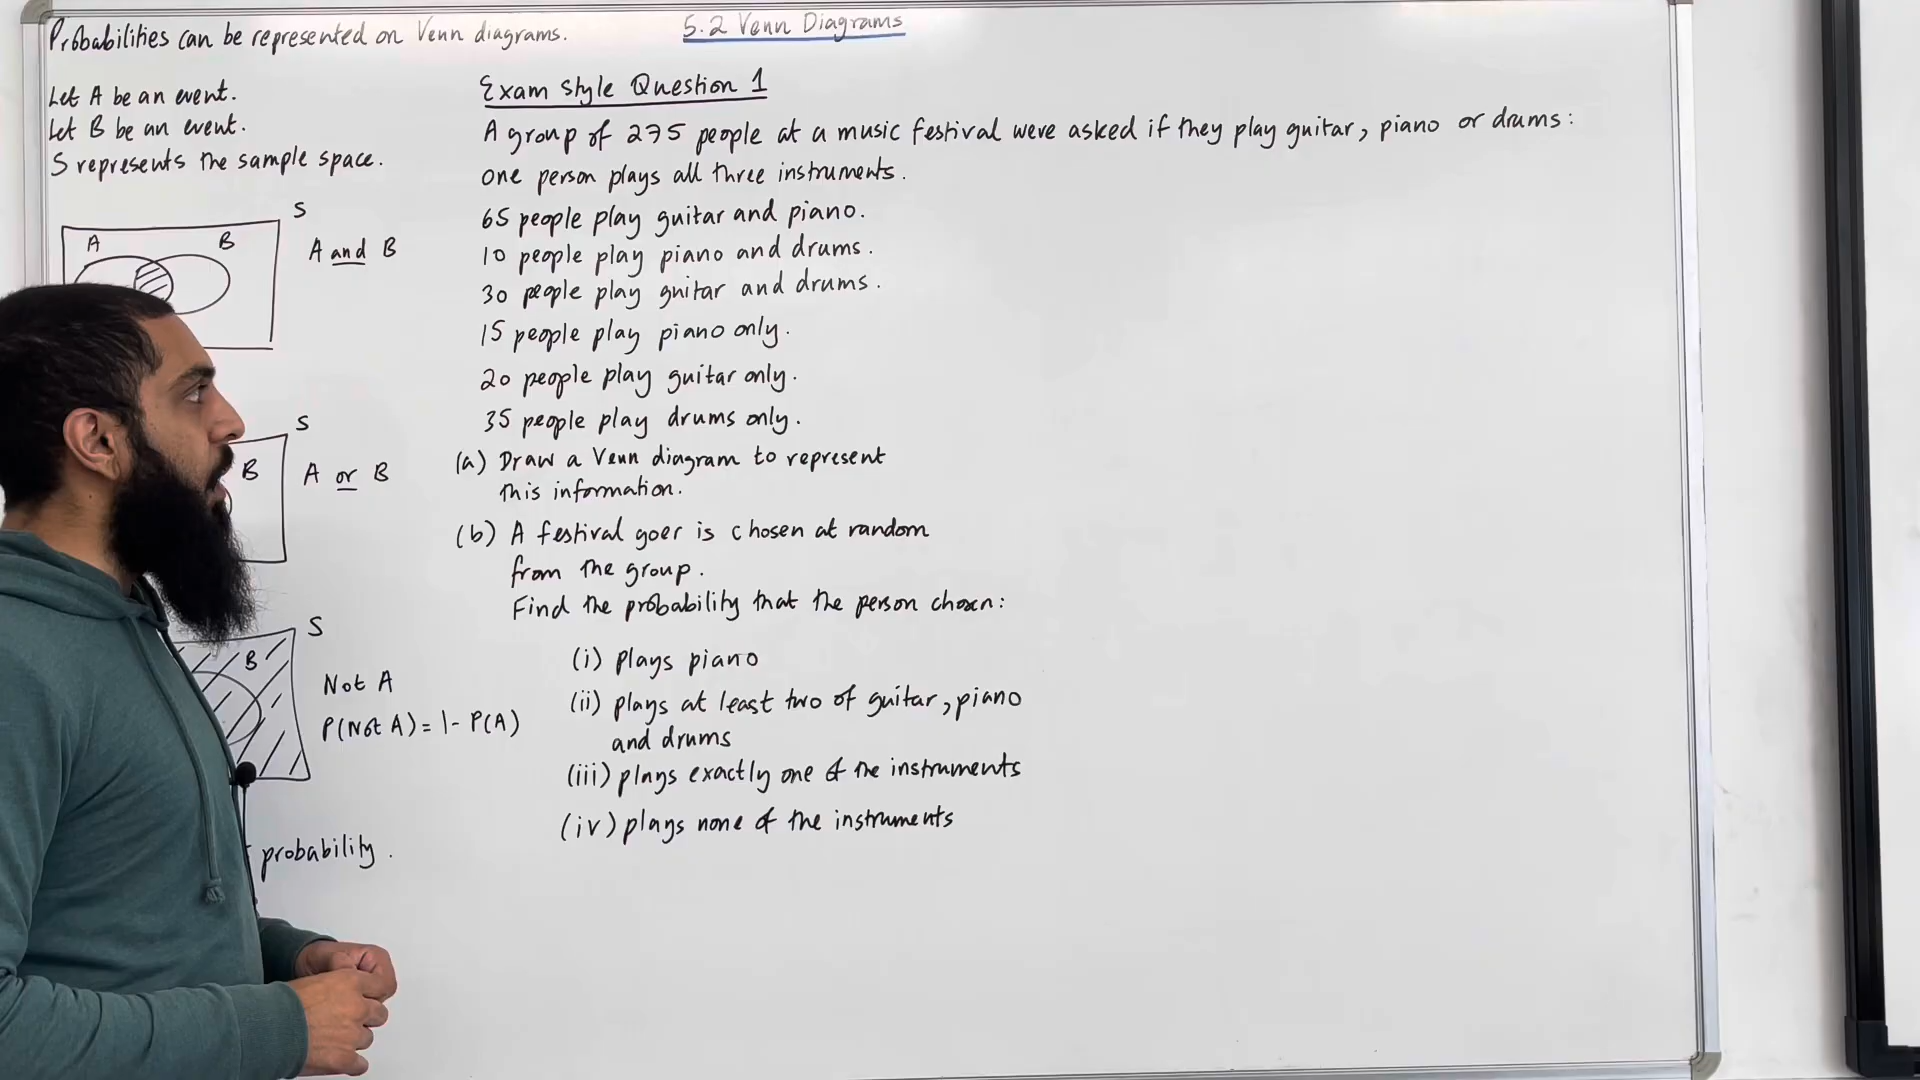 Probabilities can be represented on Venn diagrams.
5.2 Venn Diagrams
Let A be an event.
Let B be an event.
S represents the sample space.
S
A B
A and B
S
B
A or B
S
B
Not A
P(Not A) = 1 - P(A)
probability.
Exam Style Question 1
A group of 275 people at a music festival were asked if they play guitar, piano or drums:
one person plays all three instruments.
65 people play guitar and piano.
10 people play piano and drums.
30 people play guitar and drums.
15 people play piano only.
20 people play guitar only.
35 people play drums only.
(a) Draw a Venn diagram to represent
this information.
(b) A festival goer is chosen at random
from the group.
Find the probability that the person chosen:
(i) plays piano
(ii) plays at least two of guitar, piano
and drums
(iii) plays exactly one of the instruments
(iv) plays none of the instruments